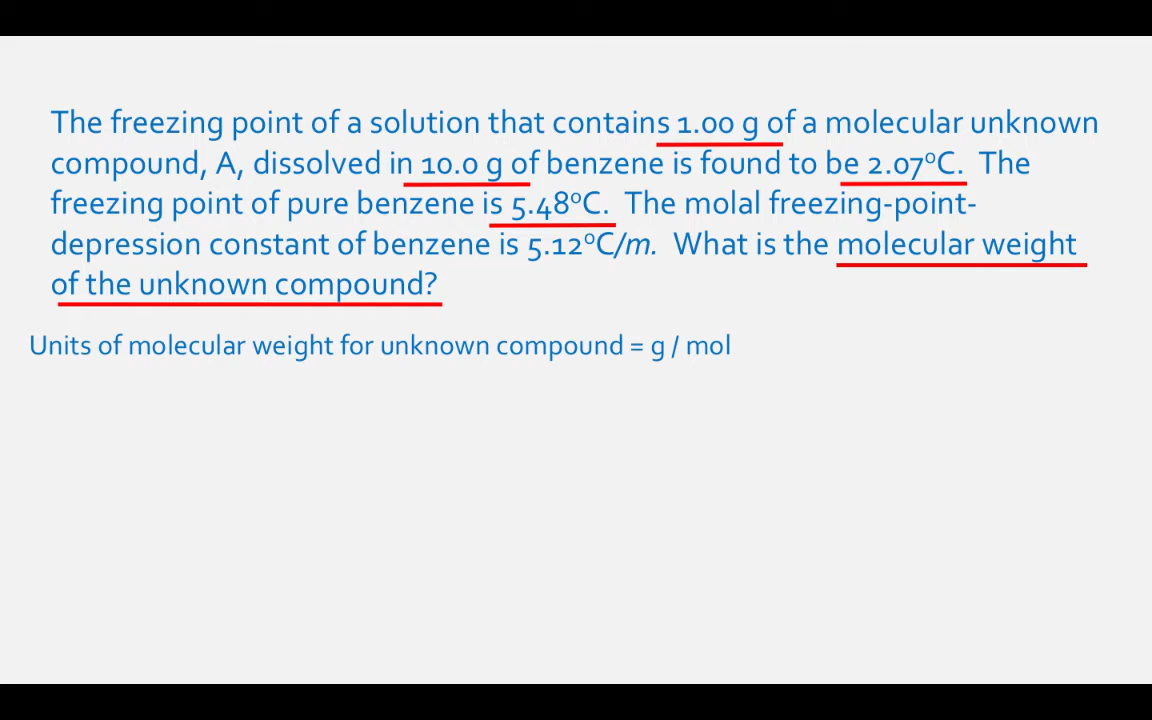 The freezing point of a solution that contains 1.00 g of a molecular unknown
compound, A, dissolved in 10.0 g of benzene is found to be 2.07⁰C.  The
freezing point of pure benzene is 5.48⁰C.  The molal freezing-point-
depression constant of benzene is 5.12⁰C/m.  What is the molecular weight
of the unknown compound?
Units of molecular weight for unknown compound = g / mol